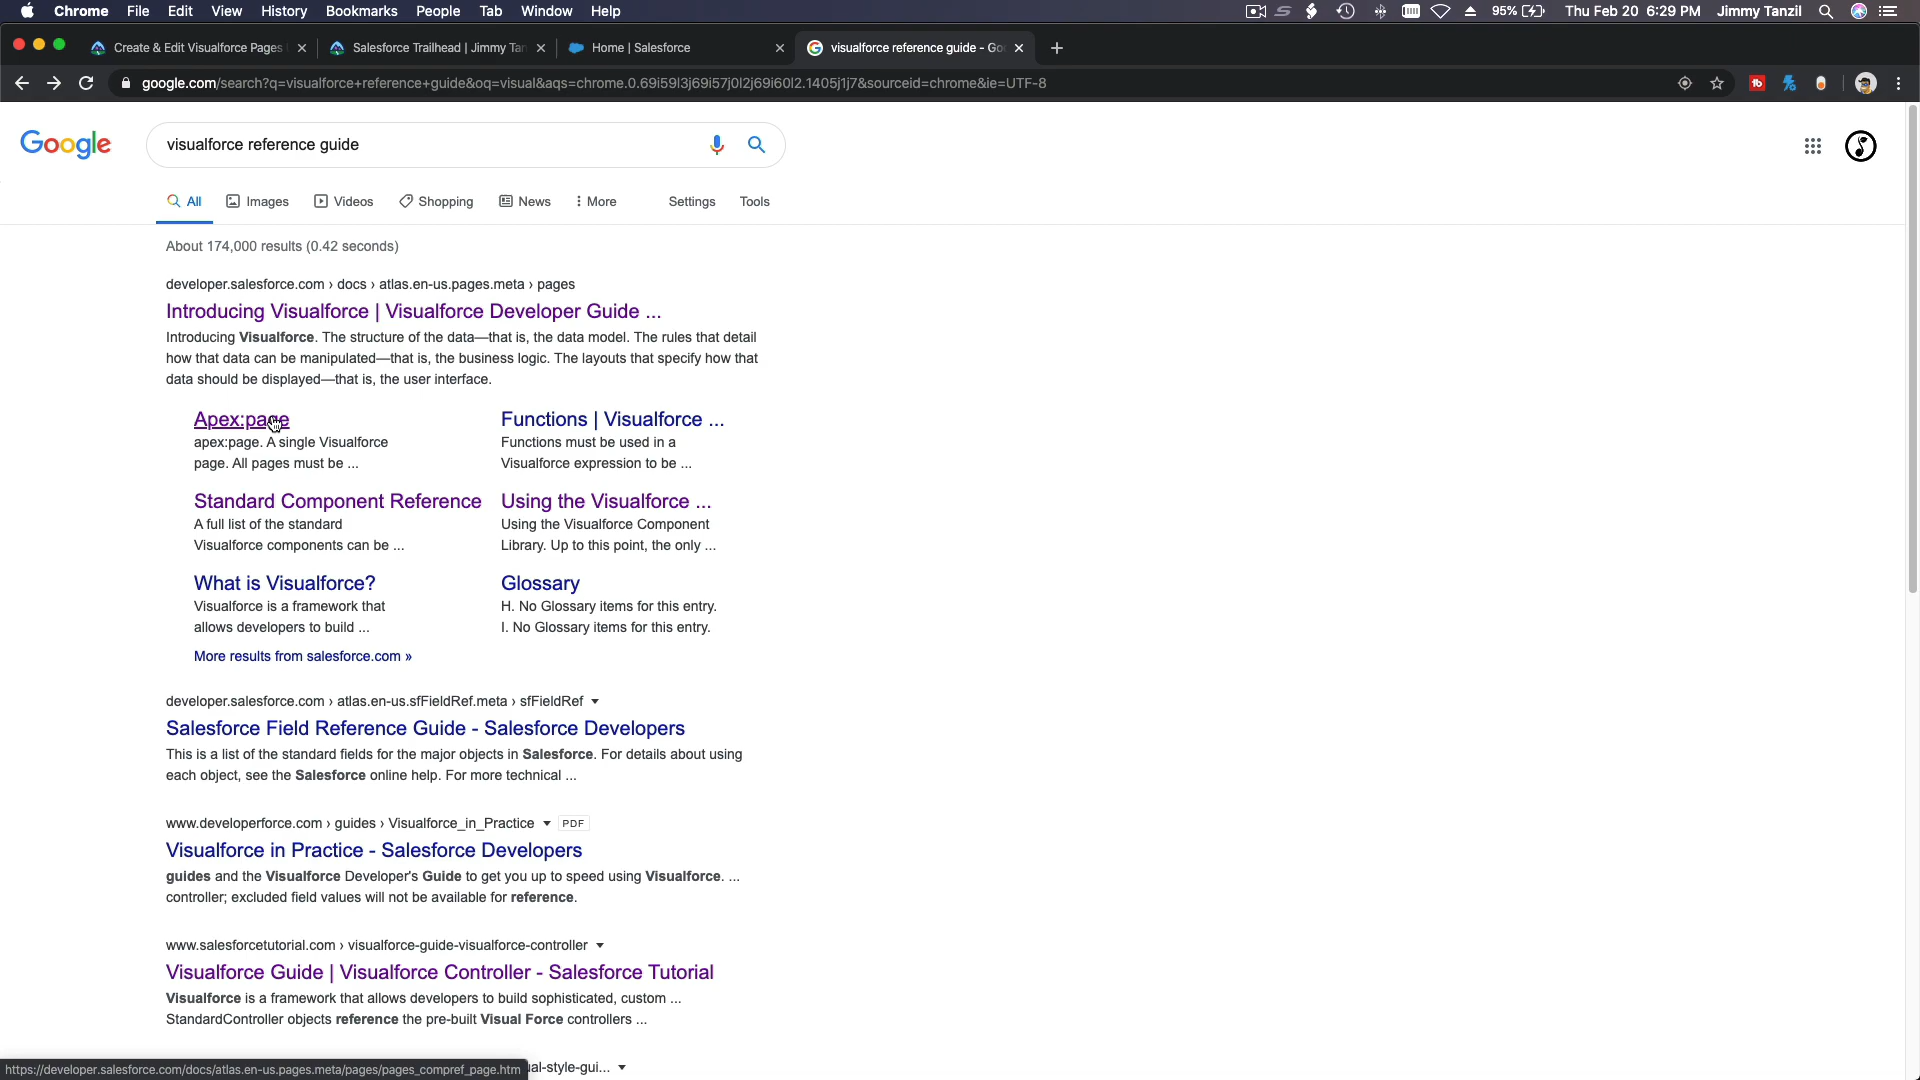 Chrome File Edit View History Bookmarks People Tab Window Help 95% Thu Feb 20 6:29 PM Jimmy Tanzil
Create & Edit Visualforce Pages Salesforce Trailhead | Jimmy Tan Home | Salesforce visualforce reference guide - Goo
google.com/search?q=visualforce+reference+guide&oq=visual&aqs=chrome.0.69i59l3j69i57j0l2j69i60l2.1405j1j7&sourceid=chrome&ie=UTF-8
Google visualforce reference guide
All Images Videos Shopping News More Settings Tools
About 174,000 results (0.42 seconds)
developer.salesforce.com › docs › atlas.en-us.pages.meta › pages
Introducing Visualforce | Visualforce Developer Guide ...
Introducing Visualforce. The structure of the data—that is, the data model. The rules that detail
how that data can be manipulated—that is, the business logic. The layouts that specify how that
data should be displayed—that is, the user interface.
Apex:page Functions | Visualforce ...
apex:page. A single Visualforce Functions must be used in a
page. All pages must be ... Visualforce expression to be ...
Standard Component Reference Using the Visualforce ...
A full list of the standard Using the Visualforce Component
Visualforce components can be ... Library. Up to this point, the only ...
What is Visualforce? Glossary
Visualforce is a framework that H. No Glossary items for this entry.
allows developers to build ... I. No Glossary items for this entry.
More results from salesforce.com »
developer.salesforce.com › atlas.en-us.sfFieldRef.meta › sfFieldRef
Salesforce Field Reference Guide - Salesforce Developers
This is a list of the standard fields for the major objects in Salesforce. For details about using
each object, see the Salesforce online help. For more technical ...
www.developerforce.com › guides › Visualforce_in_Practice PDF
Visualforce in Practice - Salesforce Developers
guides and the Visualforce Developer's Guide to get you up to speed using Visualforce. ...
controller; excluded field values will not be available for reference.
www.salesforcetutorial.com › visualforce-guide-visualforce-controller
Visualforce Guide | Visualforce Controller - Salesforce Tutorial
Visualforce is a framework that allows developers to build sophisticated, custom ...
StandardController objects reference the pre-built Visual Force controllers ...
https://developer.salesforce.com/docs/atlas.en-us.pages.meta/pages/pages_compref_page.htm ual-style-gui...